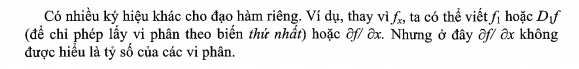 Có nhiều ký hiệu khác cho đạo hàm riêng. Ví dụ, thay vì fₓ, ta có thể viết f₁ hoặc D₁f
(để chỉ phép lấy vi phân theo biến thứ nhất) hoặc ∂f/ ∂x. Nhưng ở đây ∂f/ ∂x không
được hiểu là tỷ số của các vi phân.